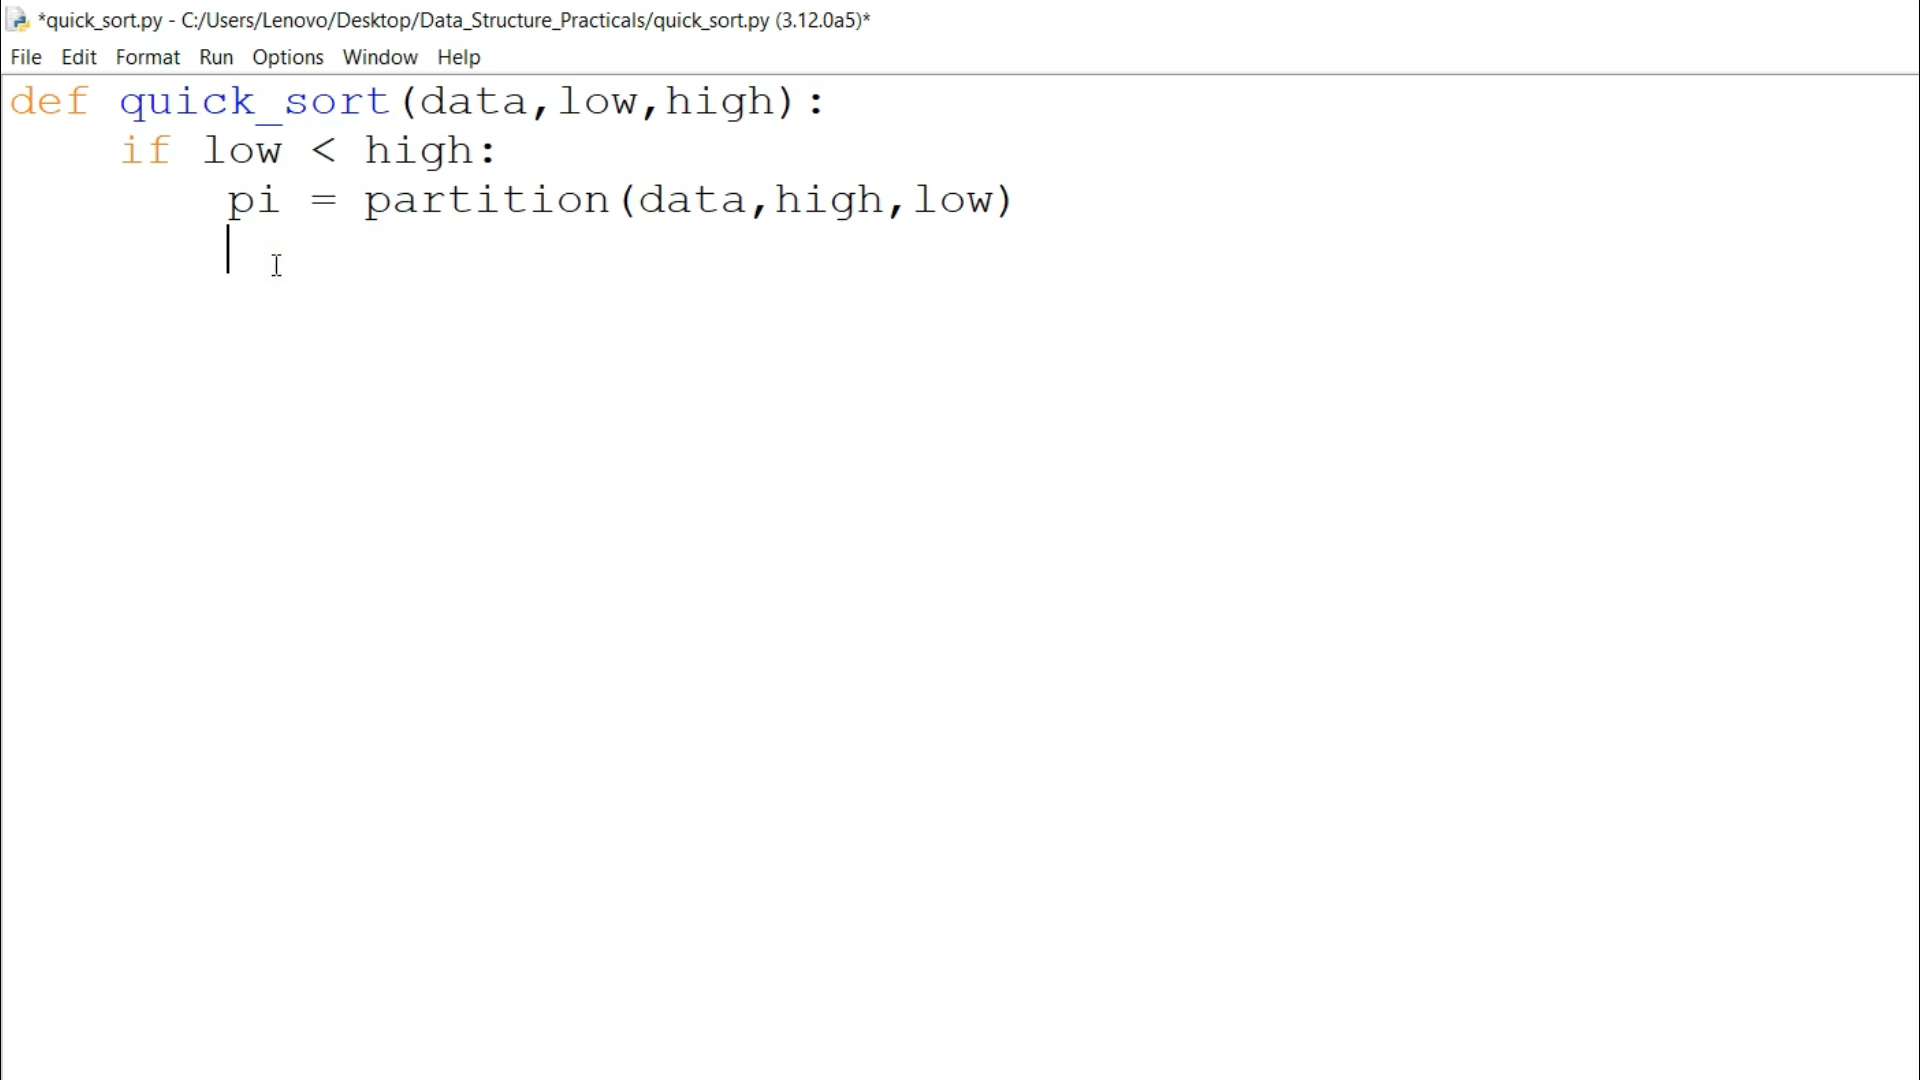 *quick_sort.py - C:/Users/Lenovo/Desktop/Data_Structure_Practicals/quick_sort.py (3.12.0a5)*
File Edit Format Run Options Window Help
def quick_sort(data,low,high):
    if low < high:
        pi = partition(data,high,low)